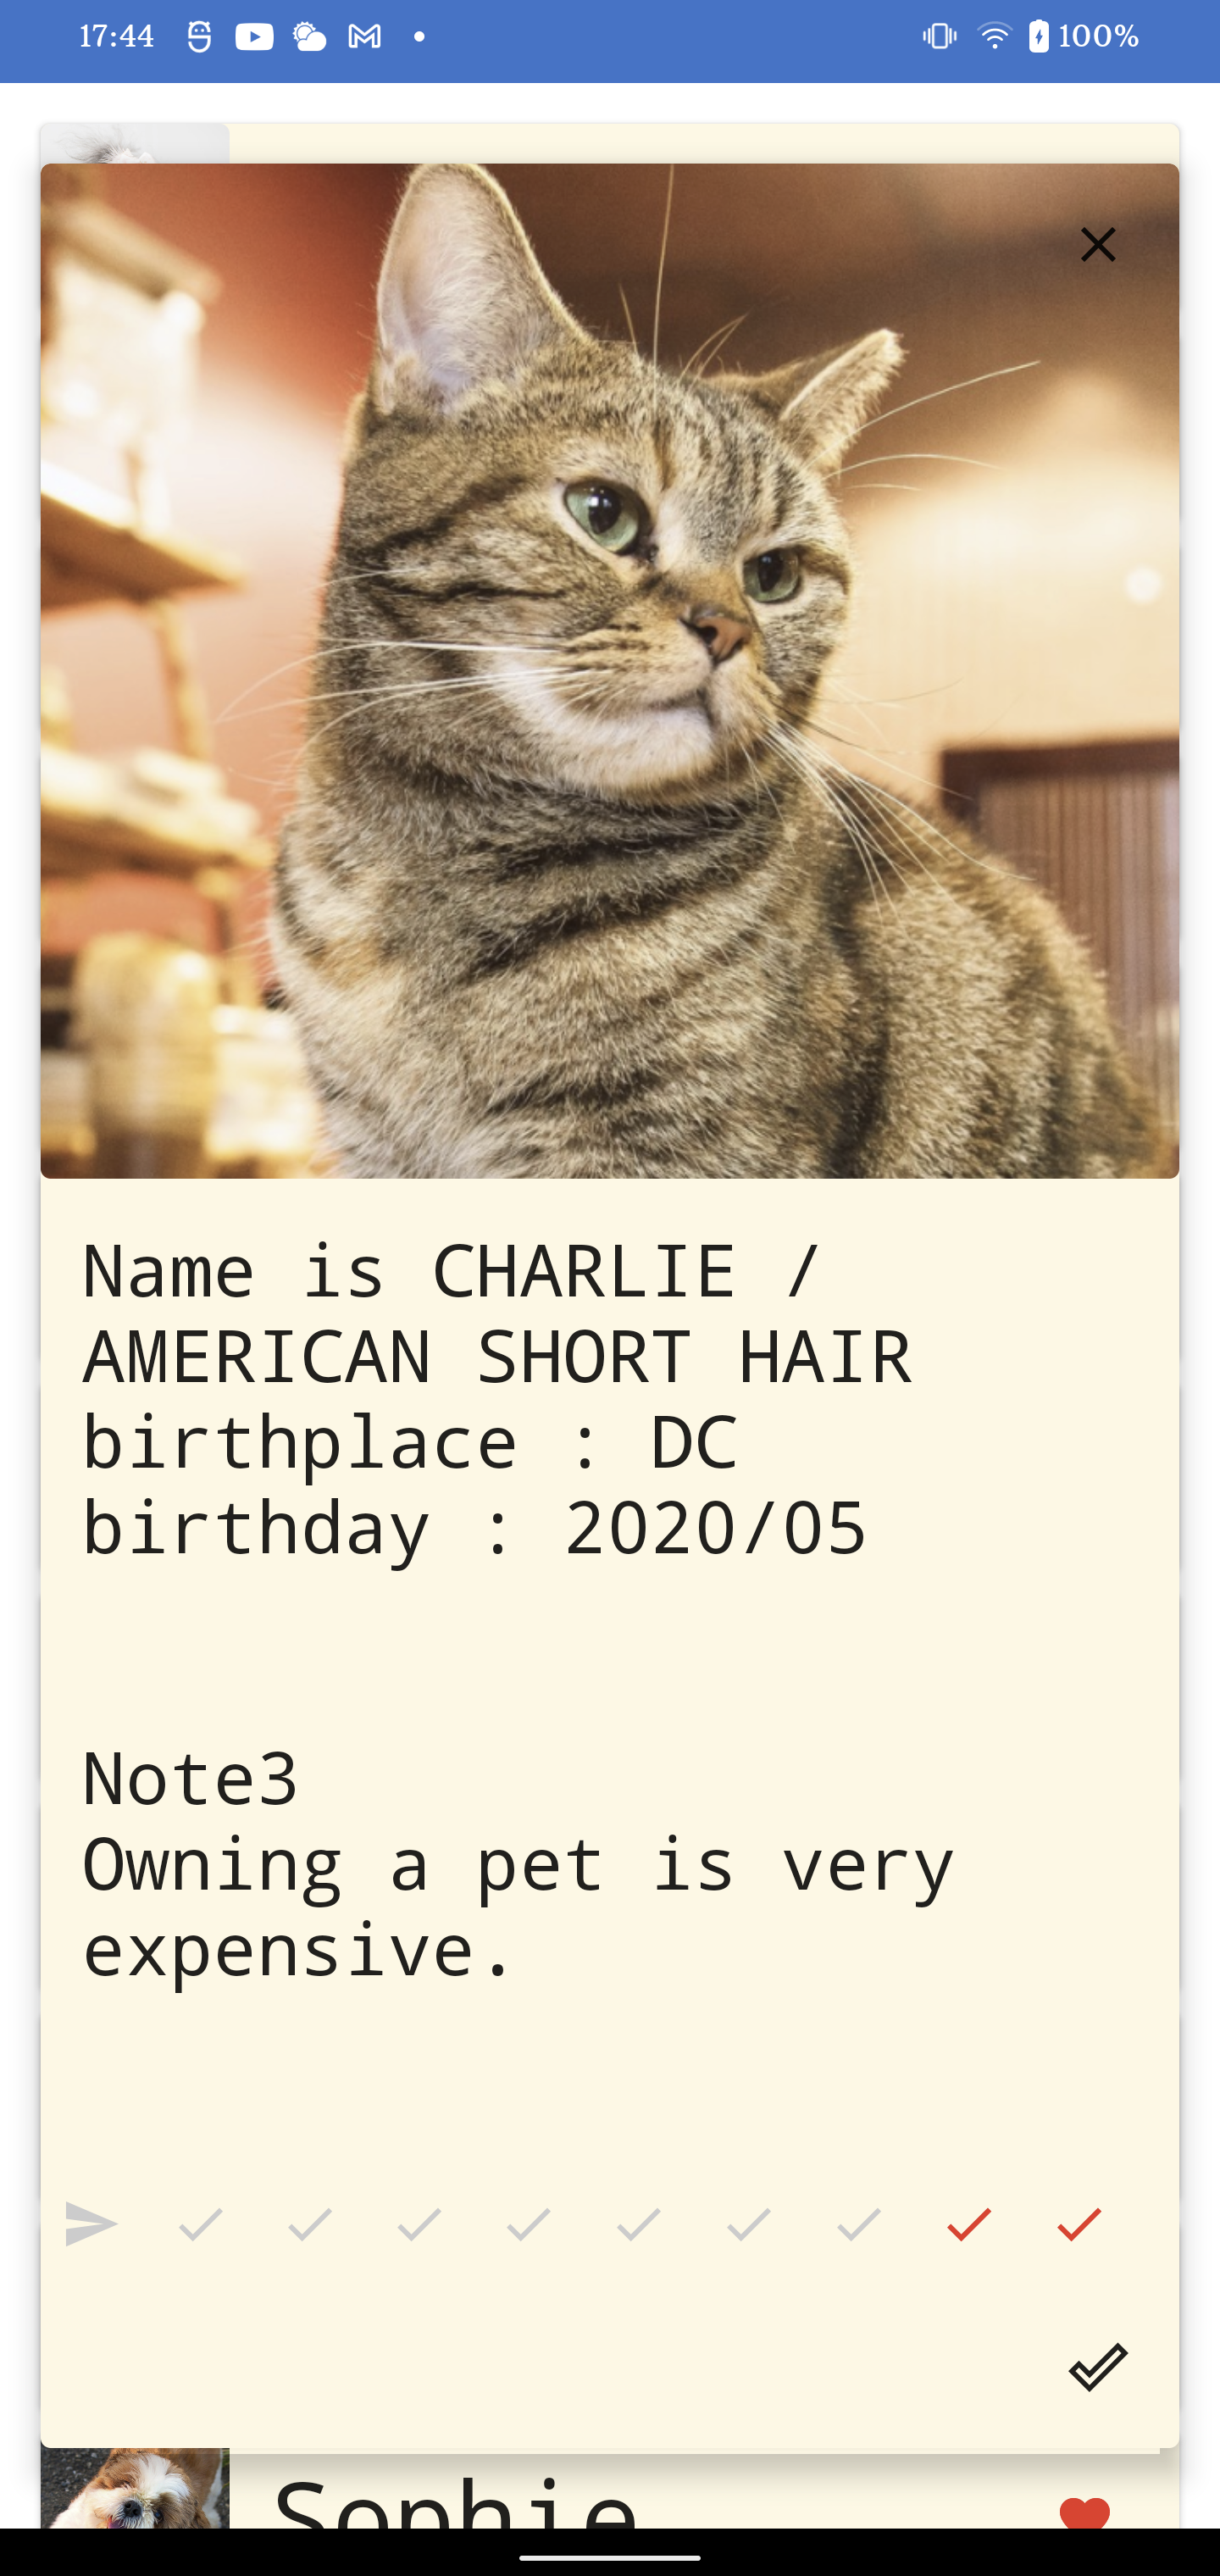 17:44
100%
Name is CHARLIE /
AMERICAN SHORT HAIR
birthplace : DC
birthday : 2020/05
Note3
Owning a pet is very
expensive.
Sophie